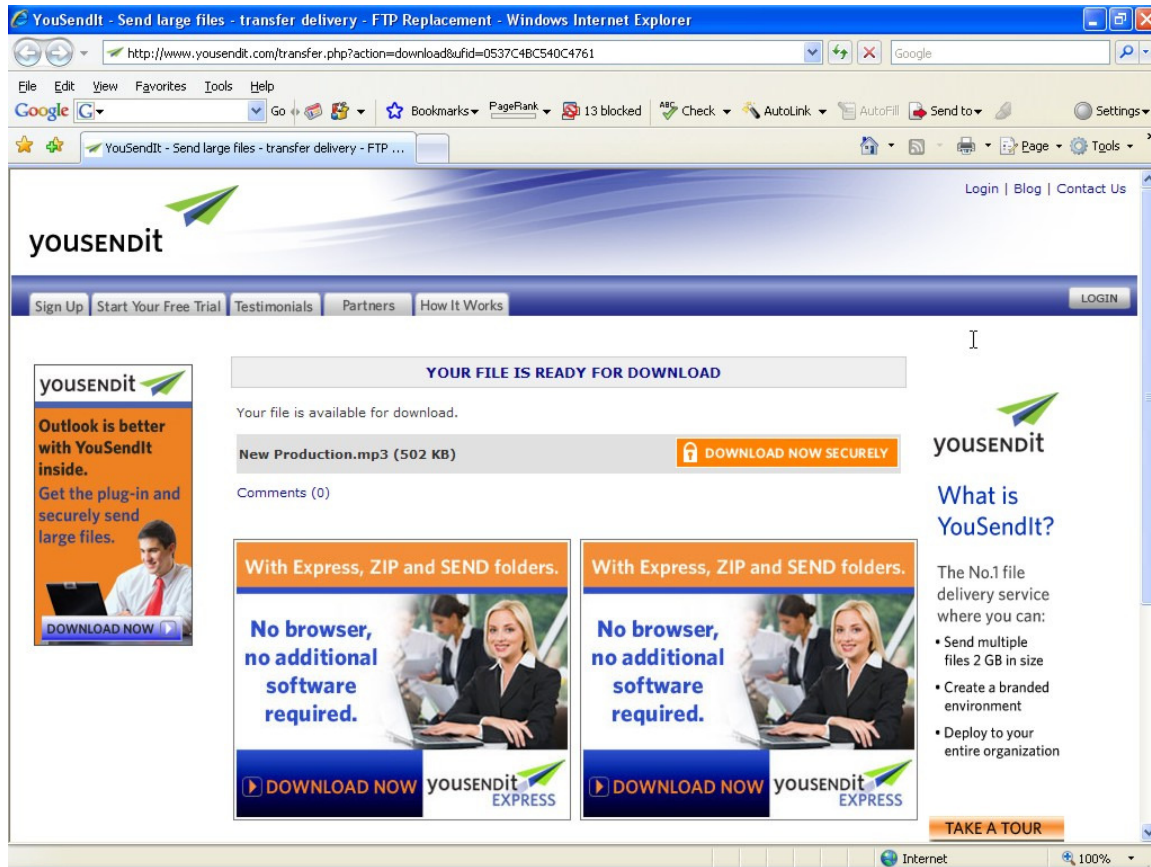 YouSendIt - Send large files - transfer delivery - FTP Replacement - Windows Internet Explorer
http://www.yousendit.com/transfer.php?action=download&ufid=0537C4BC540C4761
Google
File Edit View Favorites Tools Help
Google G Go Bookmarks PageRank 13 blocked ABC Check AutoLink AutoFill Send to Settings
YouSendIt - Send large files - transfer delivery - FTP ... Page Tools
Login | Blog | Contact Us
yousendit
Sign Up Start Your Free Trial Testimonials Partners How It Works LOGIN
yousendit
Outlook is better
with YouSendIt
inside.
Get the plug-in and
securely send
large files.
DOWNLOAD NOW
YOUR FILE IS READY FOR DOWNLOAD
Your file is available for download.
New Production.mp3 (502 KB) DOWNLOAD NOW SECURELY
Comments (0)
With Express, ZIP and SEND folders.
No browser,
no additional
software
required.
DOWNLOAD NOW yousendit
EXPRESS
With Express, ZIP and SEND folders.
No browser,
no additional
software
required.
DOWNLOAD NOW yousendit
EXPRESS
yousendit
What is
YouSendIt?
The No.1 file
delivery service
where you can:
• Send multiple
files 2 GB in size
• Create a branded
environment
• Deploy to your
entire organization
TAKE A TOUR
Internet 100%